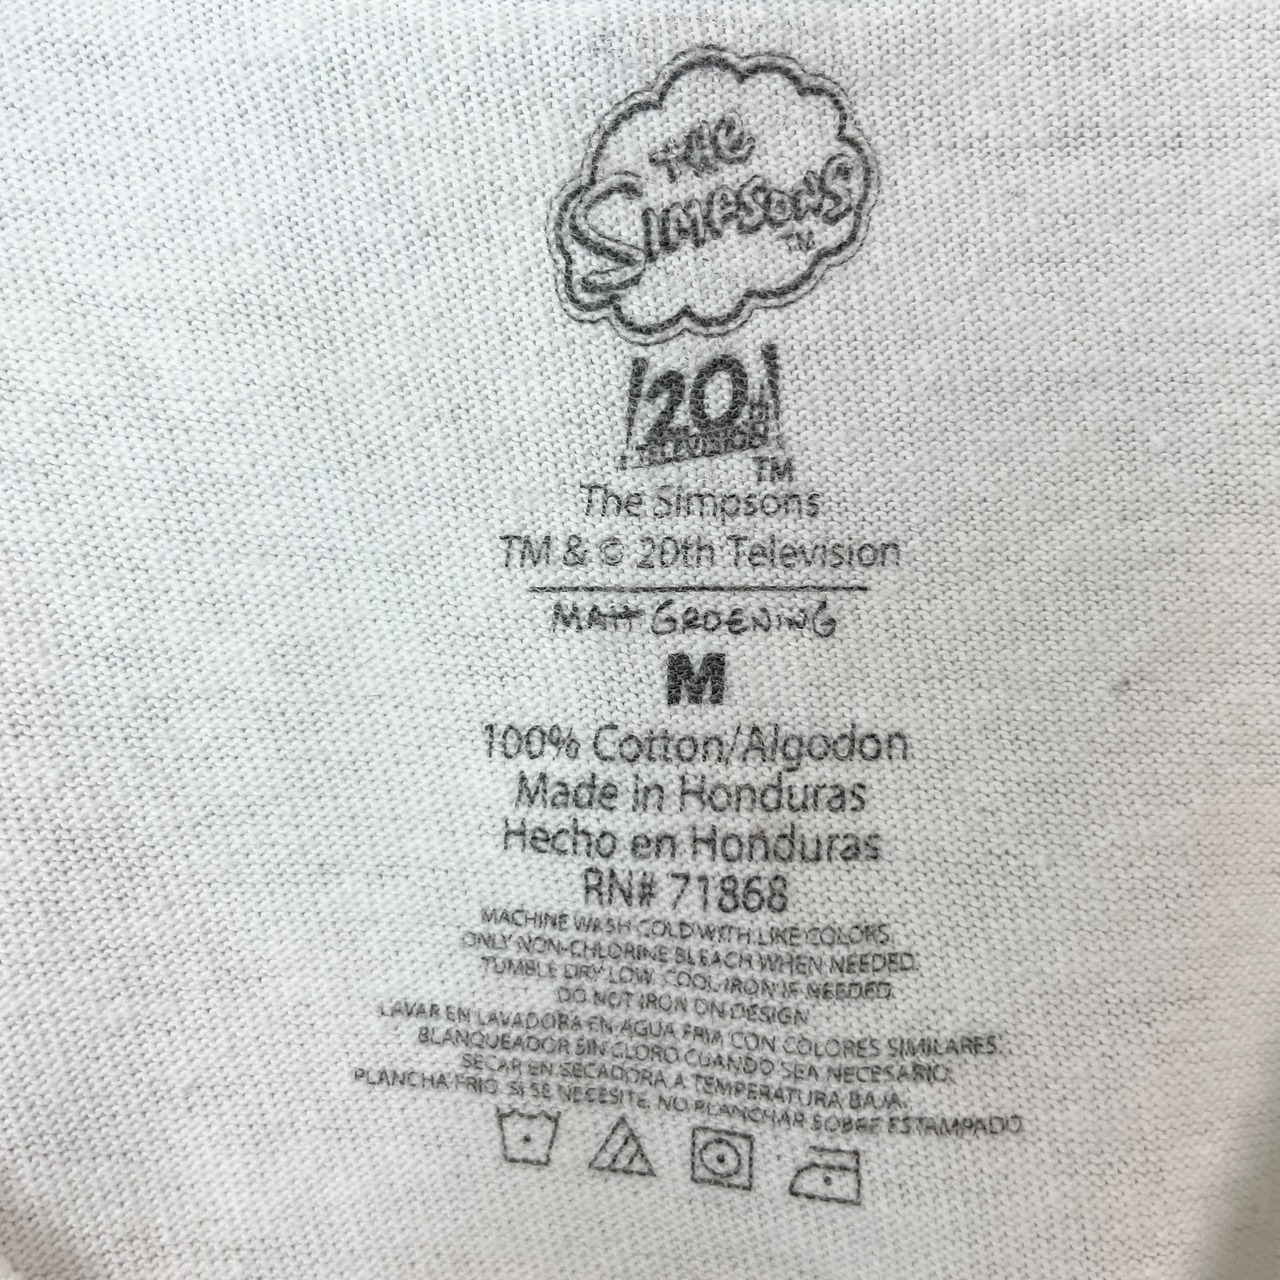 THE
SIMPSONS
TM
20th
TELEVISION
TM
The Simpsons
TM & © 20th Television
MATT GROENING
M
100% Cotton/Algodon
Made in Honduras
Hecho en Honduras
RN# 71868
MACHINE WASH COLD WITH LIKE COLORS.
ONLY NON-CHLORINE BLEACH WHEN NEEDED.
TUMBLE DRY LOW. COOL IRON IF NEEDED.
DO NOT IRON ON DESIGN
LAVAR EN LAVADORA EN AGUA FRIA CON COLORES SIMILARES.
BLANQUEADOR SIN CLORO CUANDO SEA NECESARIO.
SECAR EN SECADORA A TEMPERATURA BAJA.
PLANCHA FRIO SI SE NECESITE. NO PLANCHAR SOBRE ESTAMPADO